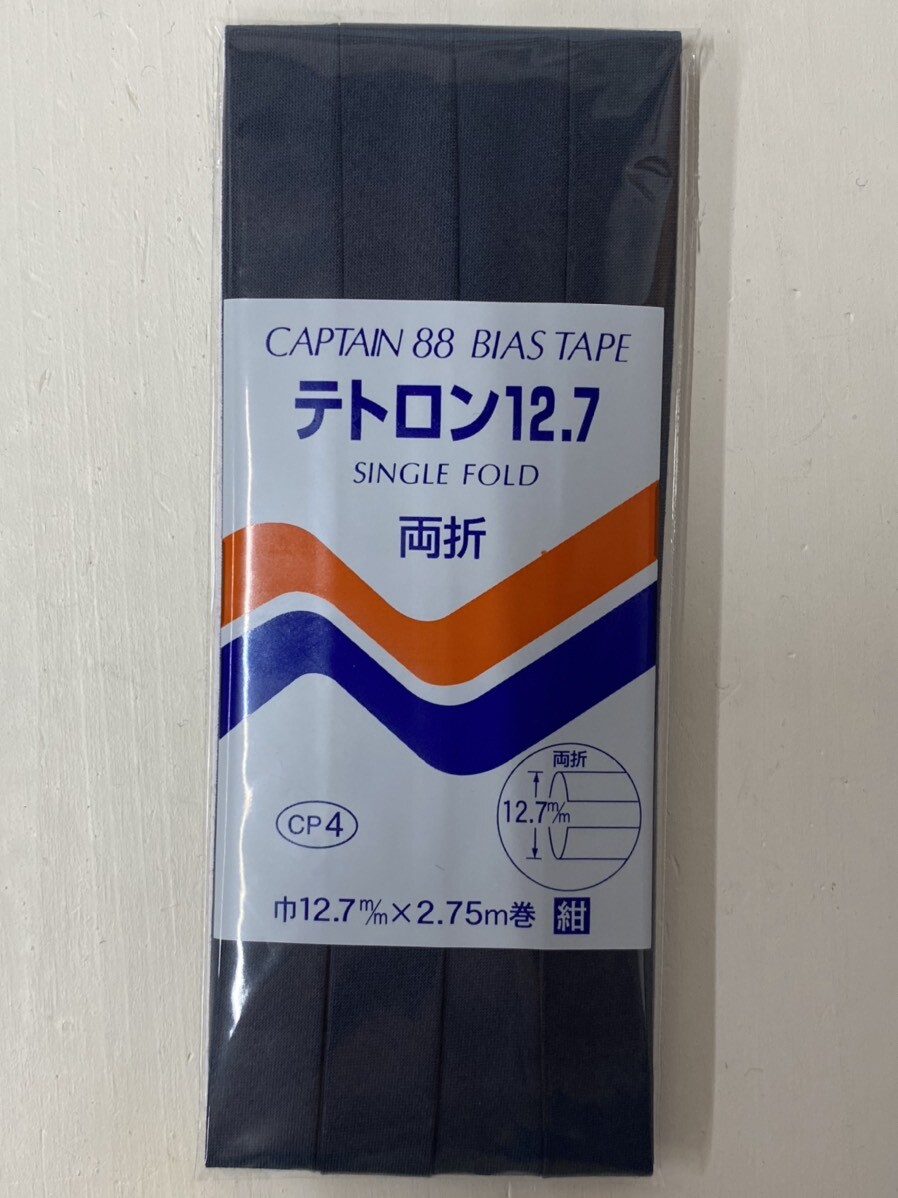 CAPTAIN 88 BIAS TAPE
テトロン12.7
SINGLE FOLD
両折
両折
12.7m/m
CP4
巾12.7m/m×2.75m巻 紺